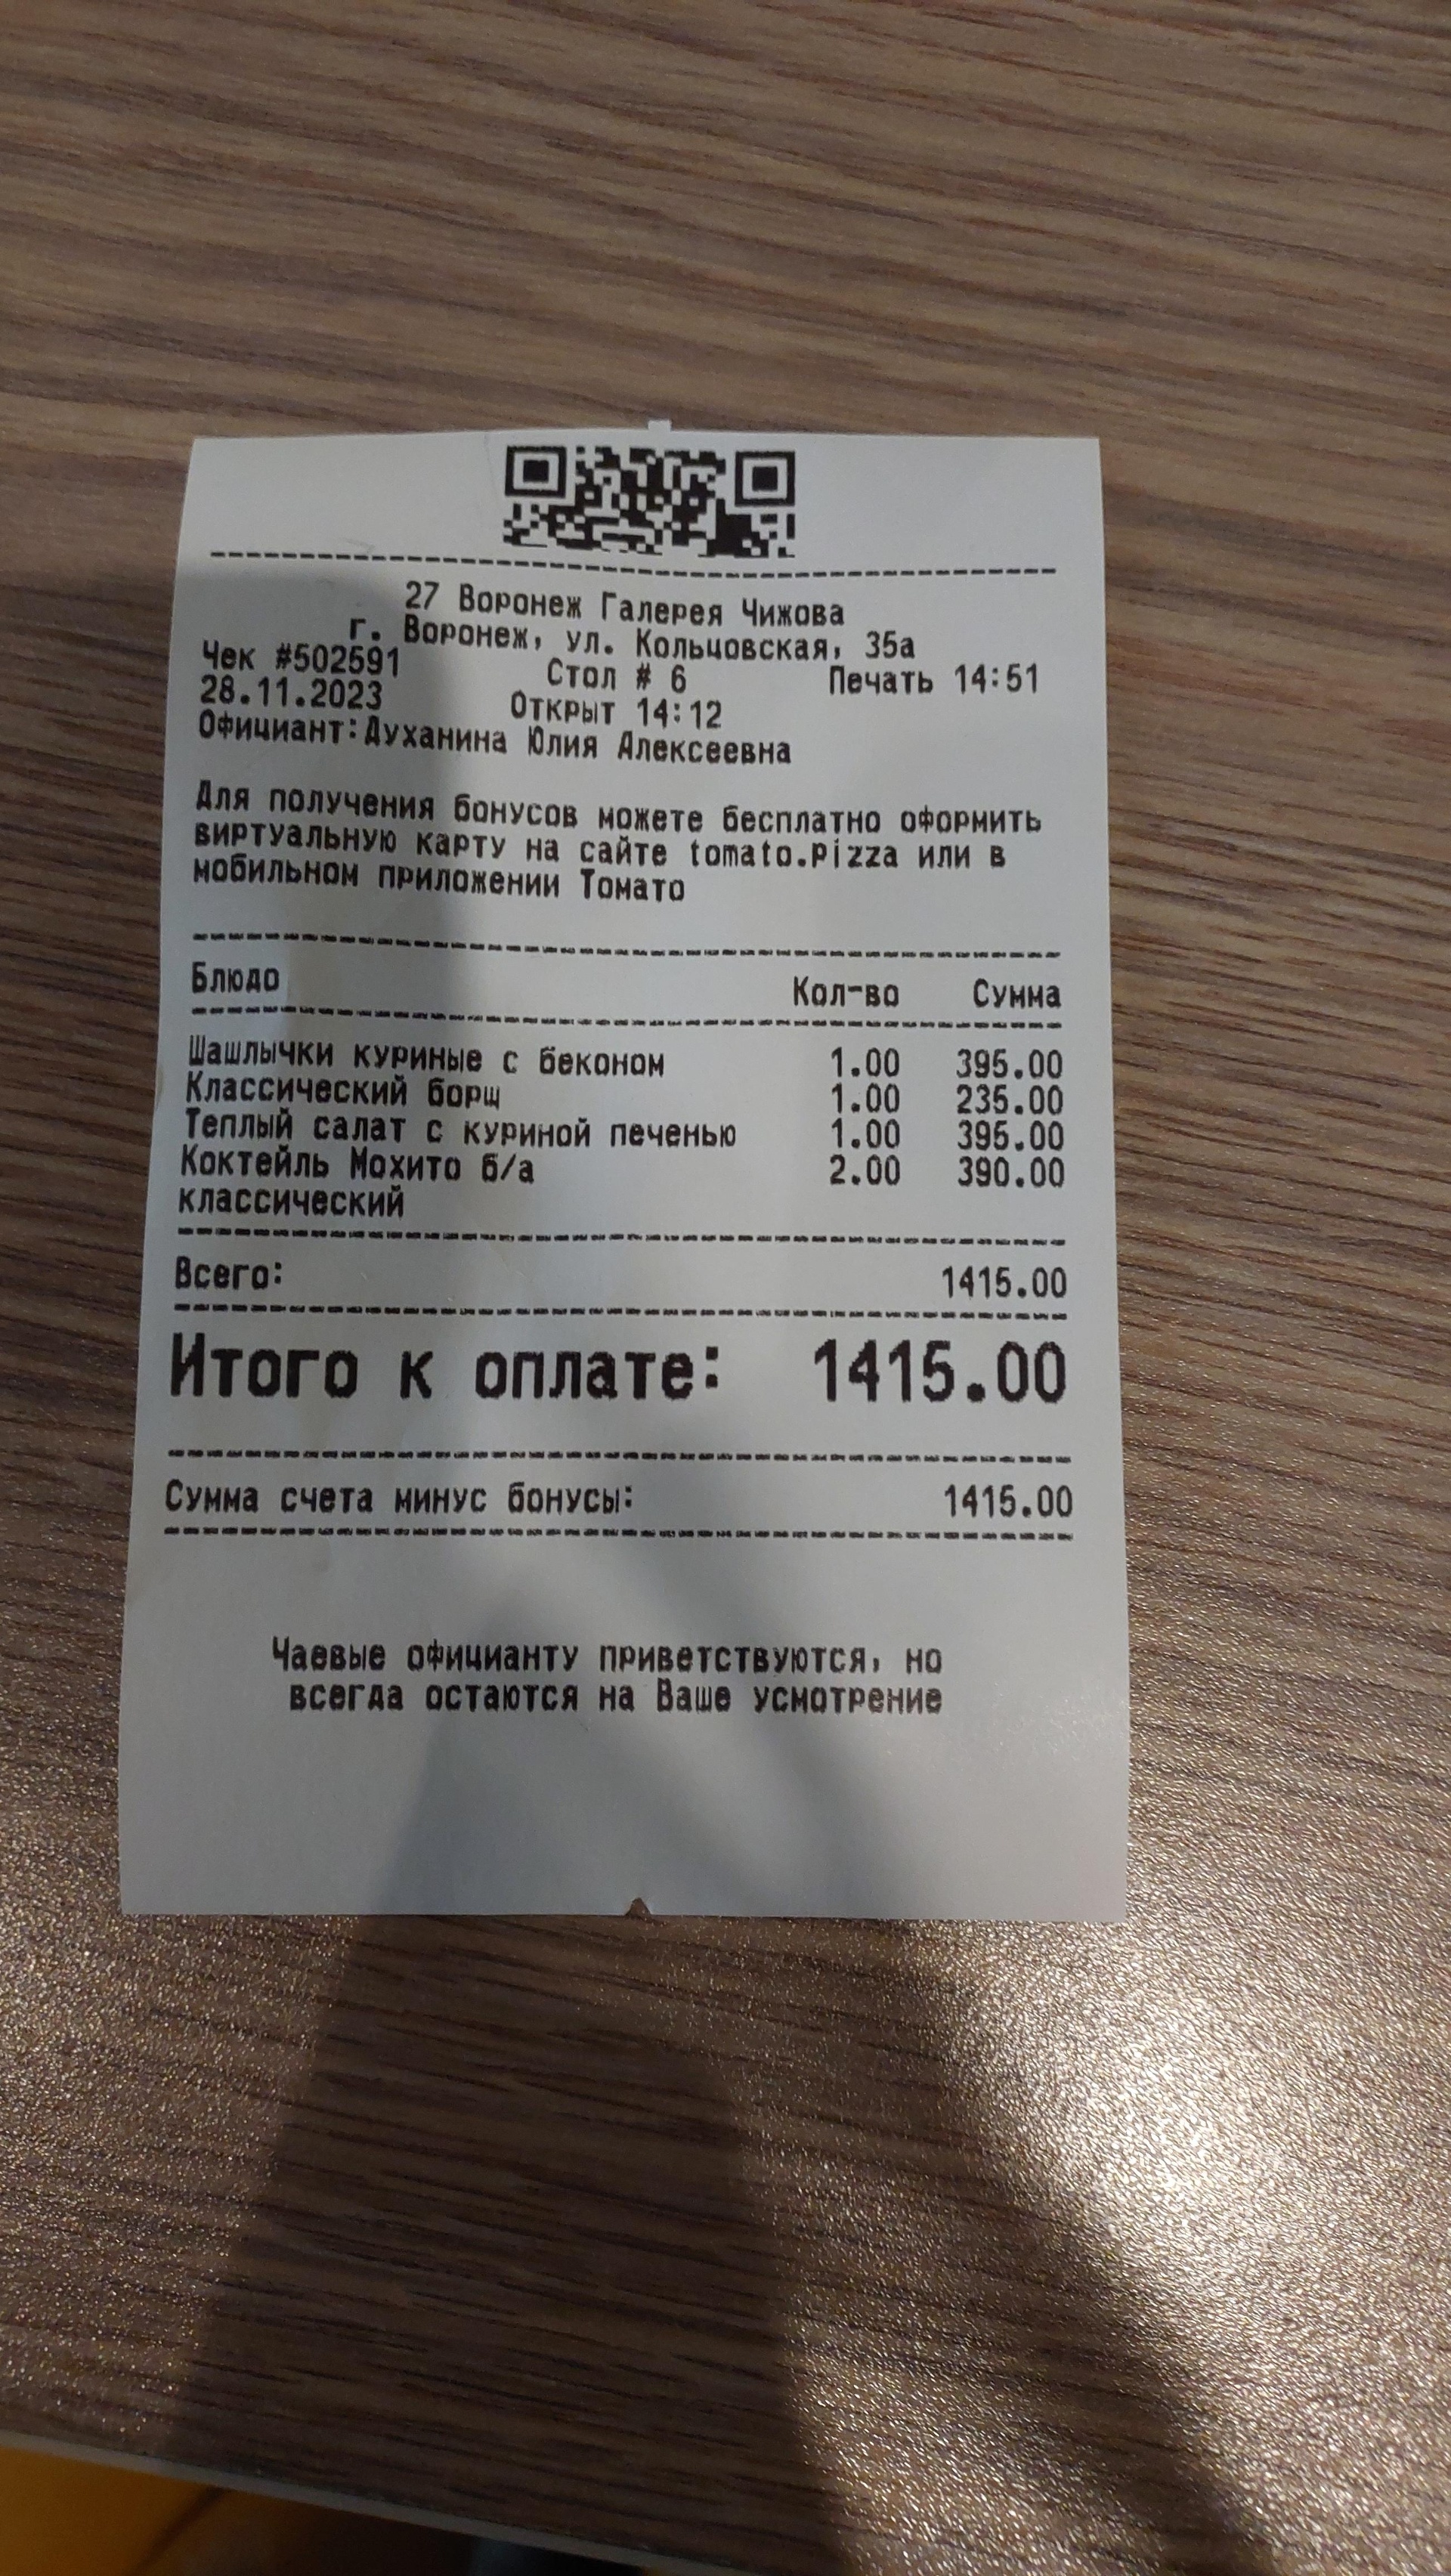 27 Воронеж Галерея Чижова
г. Воронеж, ул. Кольцовская, 35а
Чек #502591 Стол # 6 Печать 14:51
28.11.2023 Открыт 14:12
Официант:Духанина Юлия Алексеевна
Для получения бонусов можете бесплатно оформить
виртуальную карту на сайте tomato.pizza или в
мобильном приложении Томато
Блюдо Кол-во Сумма
Шашлычки куриные с беконом 1.00 395.00
Классический борщ 1.00 235.00
Теплый салат с куриной печенью 1.00 395.00
Коктейль Мохито б/а 2.00 390.00
классический
Всего: 1415.00
Итого к оплате: 1415.00
Сумма счета минус бонусы: 1415.00
Чаевые официанту приветствуются, но
всегда остаются на Ваше усмотрение